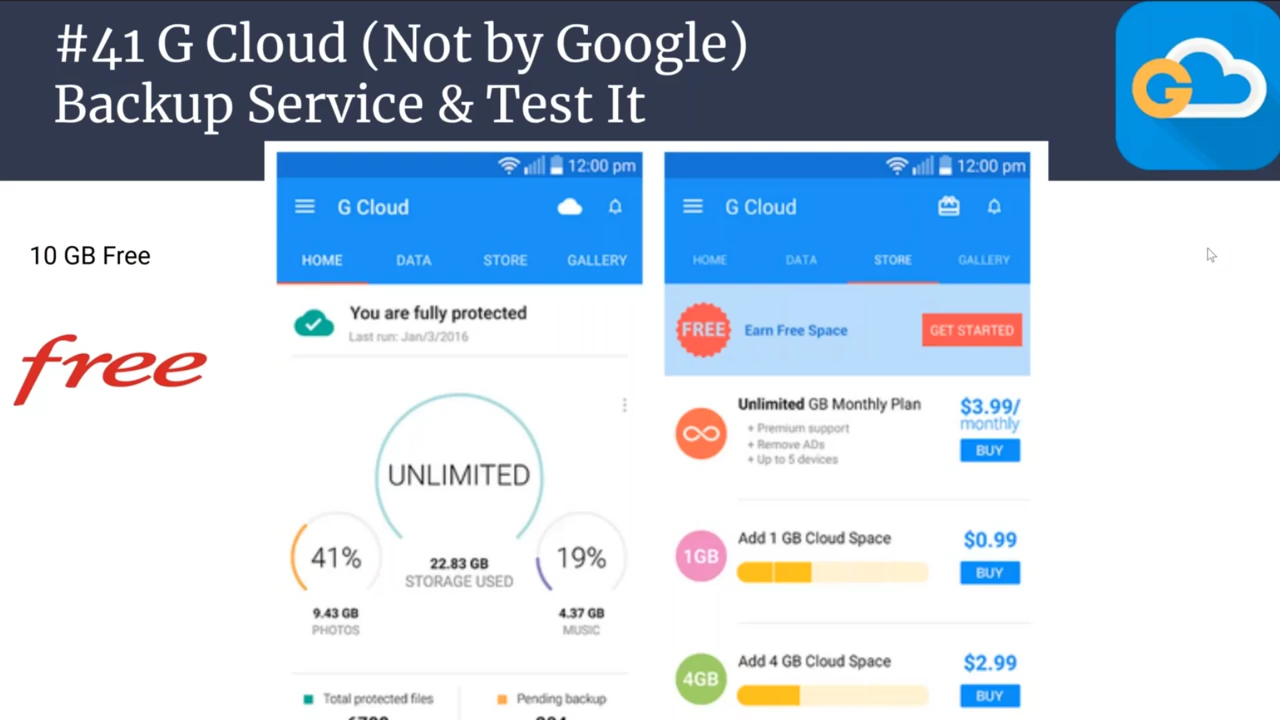 #41 G Cloud (Not by Google)
Backup Service & Test It
G
10 GB Free
free
12:00 pm
G Cloud
HOME DATA STORE GALLERY
You are fully protected
Last run: Jan/3/2016
UNLIMITED
41%
22.83 GB
STORAGE USED
19%
9.43 GB
PHOTOS
4.37 GB
MUSIC
Total protected files
Pending backup
12:00 pm
G Cloud
HOME DATA STORE GALLERY
FREE Earn Free Space GET STARTED
Unlimited GB Monthly Plan
+ Premium support
+ Remove ADs
+ Up to 5 devices
$3.99/
monthly
BUY
1GB
Add 1 GB Cloud Space
$0.99
BUY
4GB
Add 4 GB Cloud Space
$2.99
BUY